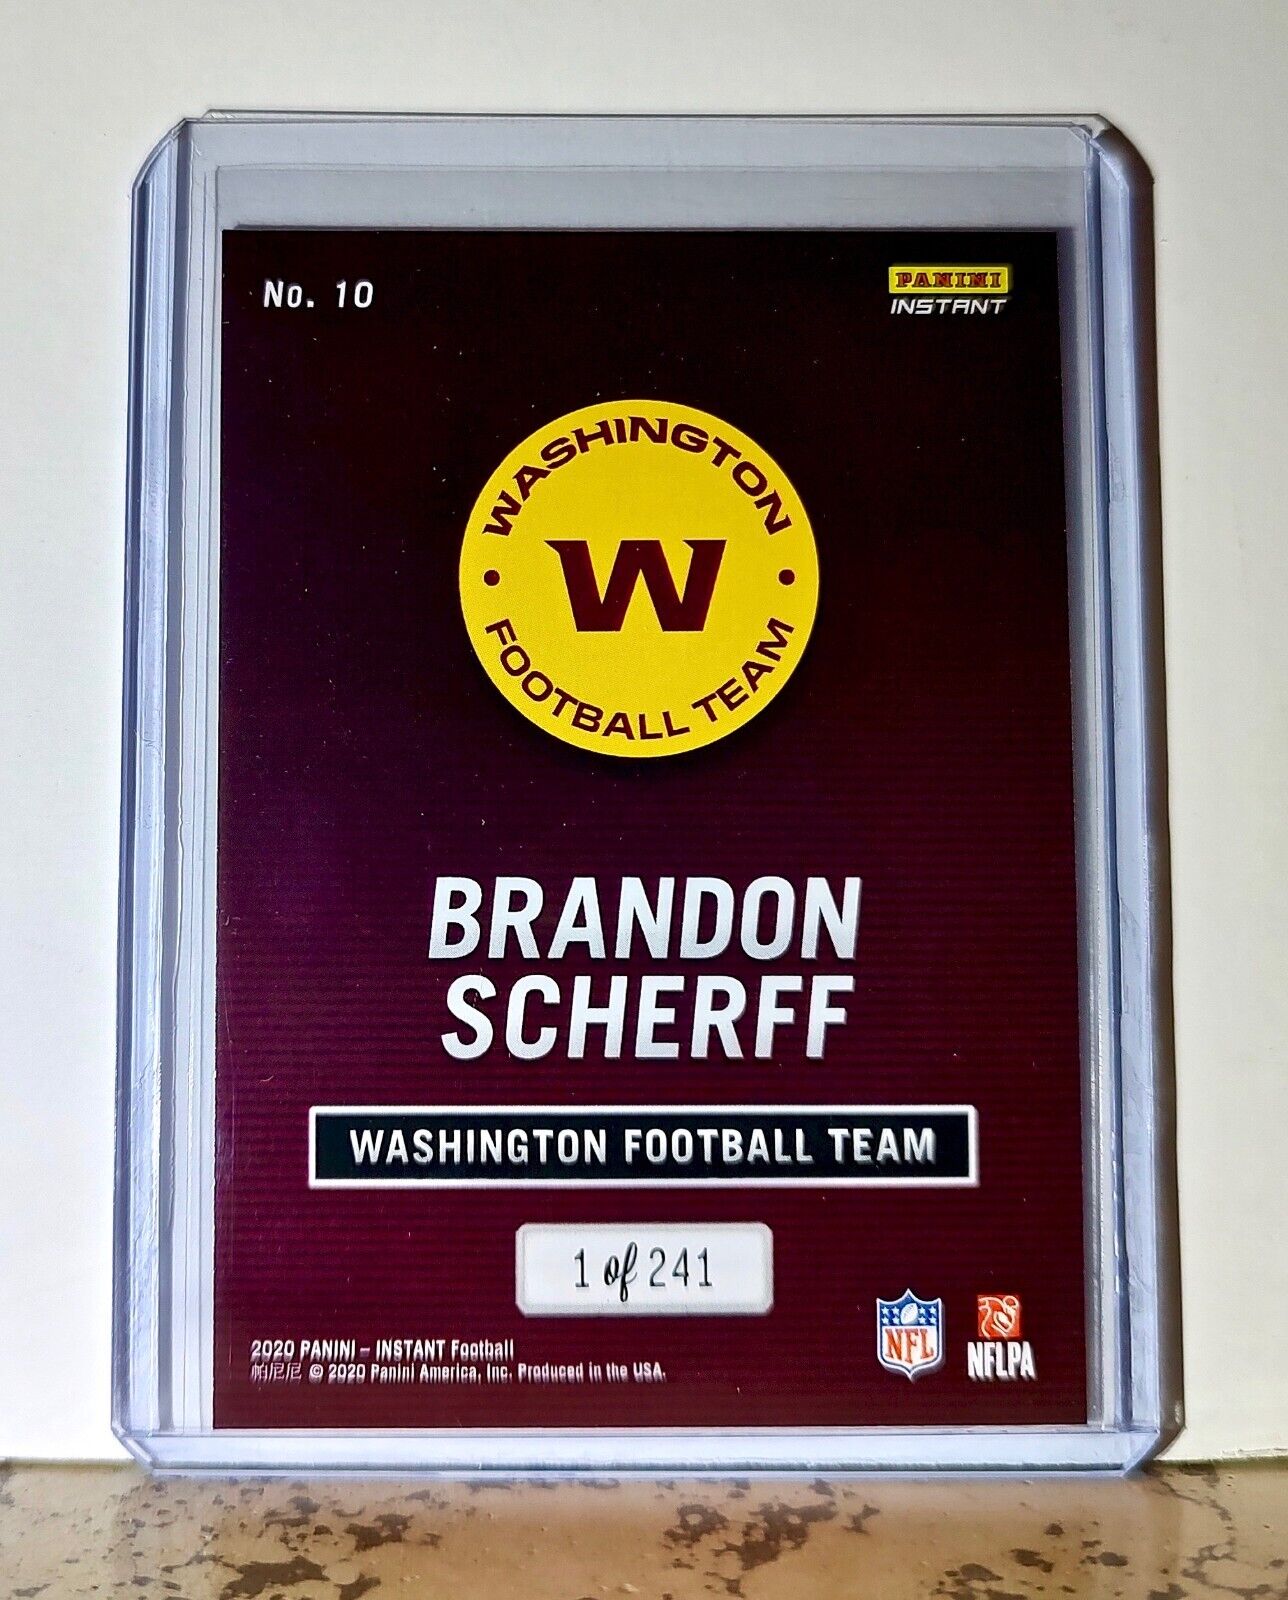 No. 10
PANINI
INSTANT
WASHINGTON
W
FOOTBALL TEAM
BRANDON
SCHERFF
WASHINGTON FOOTBALL TEAM
1 of 241
NFL
NFLPA
2020 PANINI – INSTANT Football
帕尼尼 © 2020 Panini America, Inc. Produced in the USA.